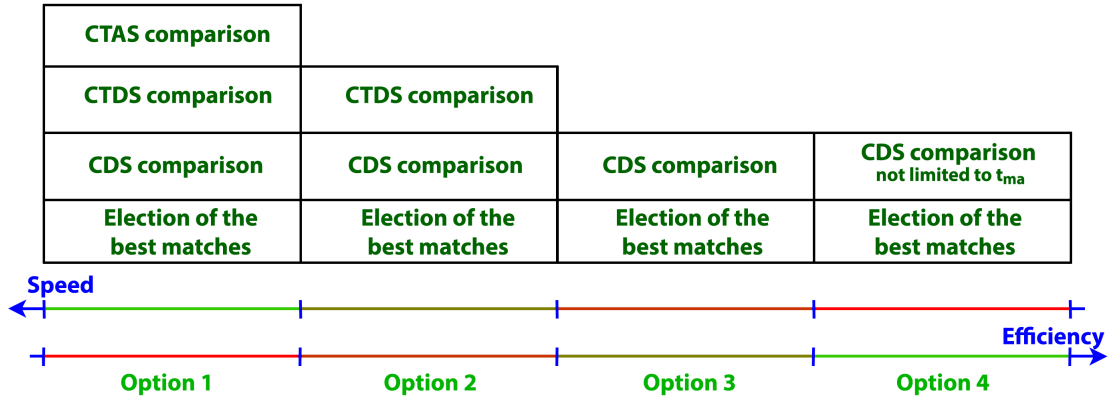 CTAS comparison
CTDS comparison
CTDS comparison
CDS comparison
CDS comparison
CDS comparison
CDS comparison
not limited to tma
Election of the
best matches
Election of the
best matches
Election of the
best matches
Election of the
best matches
Speed
Efficiency
Option 1
Option 2
Option 3
Option 4